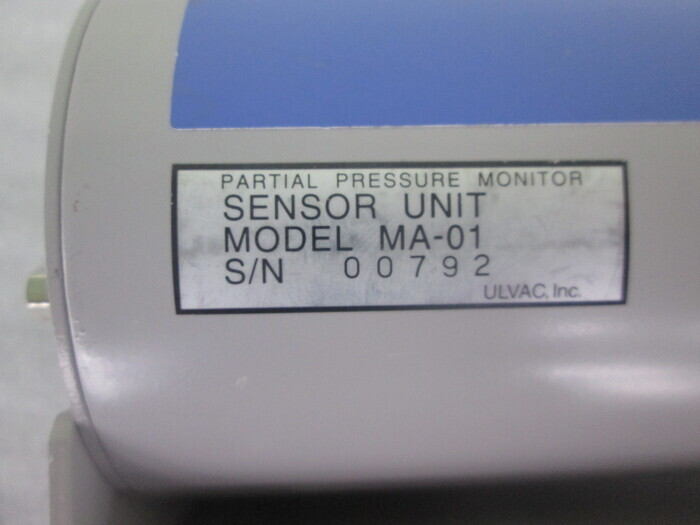 PARTIAL PRESSURE MONITOR
SENSOR UNIT
MODEL MA-01
S/N 00792
ULVAC, Inc.